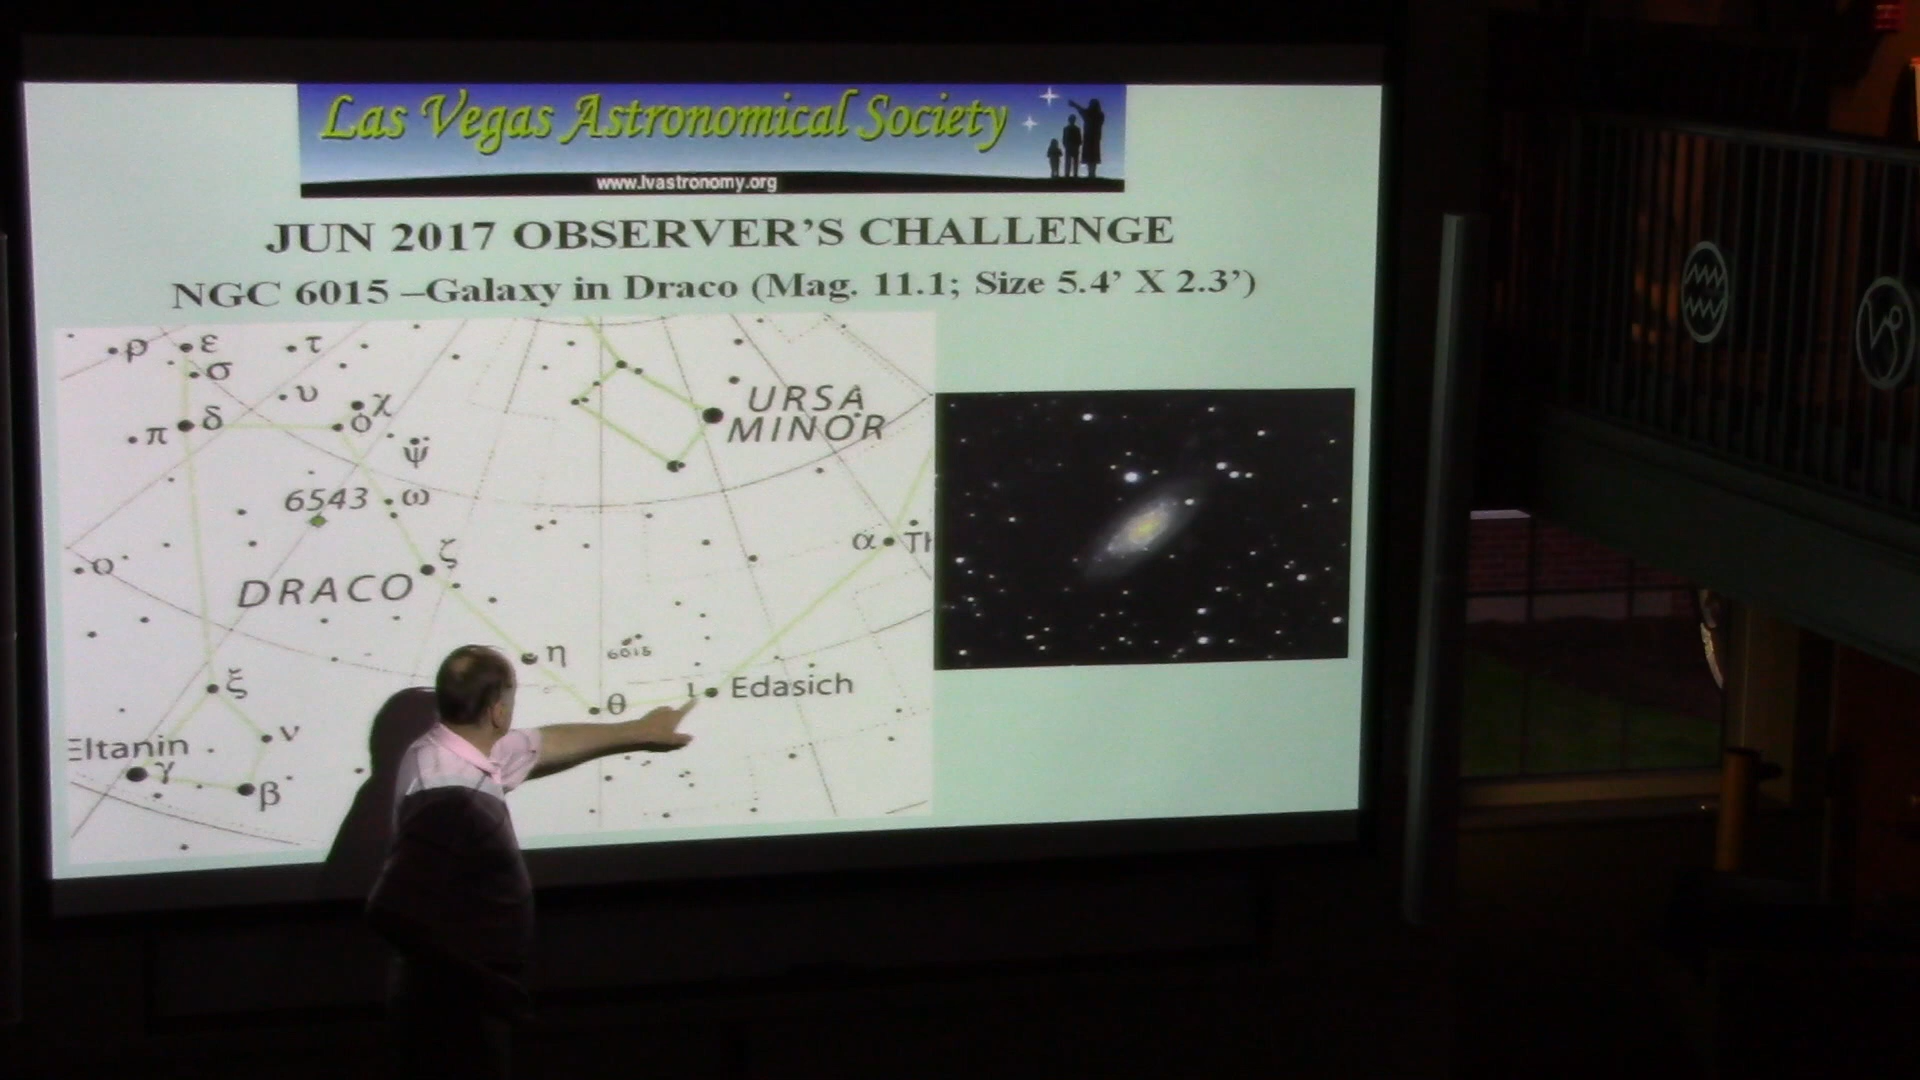 Las Vegas Astronomical Society
www.lvastronomy.org
JUN 2017 OBSERVER'S CHALLENGE
NGC 6015 –Galaxy in Draco (Mag. 11.1; Size 5.4' X 2.3')
ρ ε τ
σ
υ χ
URSA
MINOR
π δ
ψ
6543 ω
α Th
ζ
ο
DRACO
η 6015
ξ
ι Edasich
θ
ν
Eltanin
γ
β